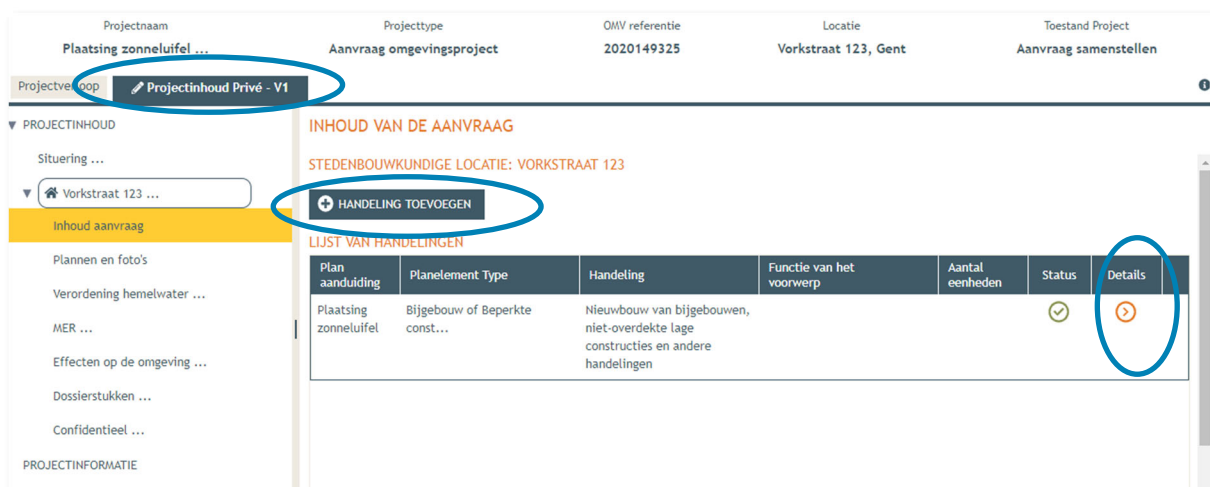 Projectnaam
Projecttype
OMV referentie
Locatie
Toestand Project
Plaatsing zonneluifel ...
Aanvraag omgevingsproject
2020149325
Vorkstraat 123, Gent
Aanvraag samenstellen
Projectverloop
Projectinhoud Privé - V1
PROJECTINHOUD
Situering ...
Vorkstraat 123 ...
Inhoud aanvraag
Plannen en foto's
Verordening hemelwater ...
MER ...
Effecten op de omgeving ...
Dossierstukken ...
Confidentieel ...
PROJECTINFORMATIE
INHOUD VAN DE AANVRAAG
STEDENBOUWKUNDIGE LOCATIE: VORKSTRAAT 123
HANDELING TOEVOEGEN
LIJST VAN HANDELINGEN
Plan
aanduiding
Planelement Type
Handeling
Functie van het
voorwerp
Aantal
eenheden
Status
Details
Plaatsing
zonneluifel
Bijgebouw of Beperkte
const...
Nieuwbouw van bijgebouwen,
niet-overdekte lage
constructies en andere
handelingen